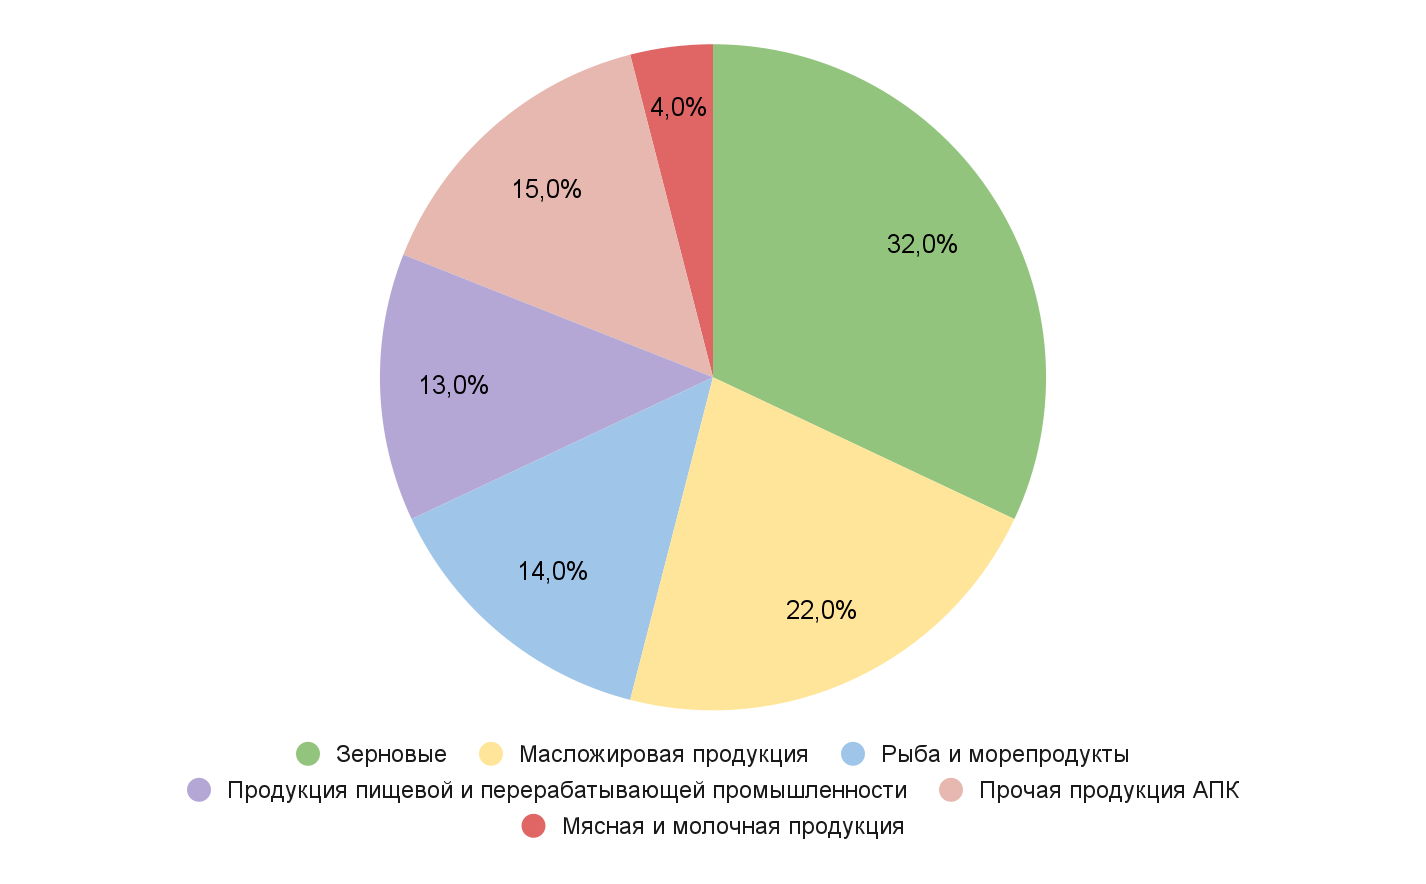 4,0%
15,0%
32,0%
13,0%
14,0%
22,0%
Зерновые Масложировая продукция Рыба и морепродукты
Продукция пищевой и перерабатывающей промышленности Прочая продукция АПК
Мясная и молочная продукция